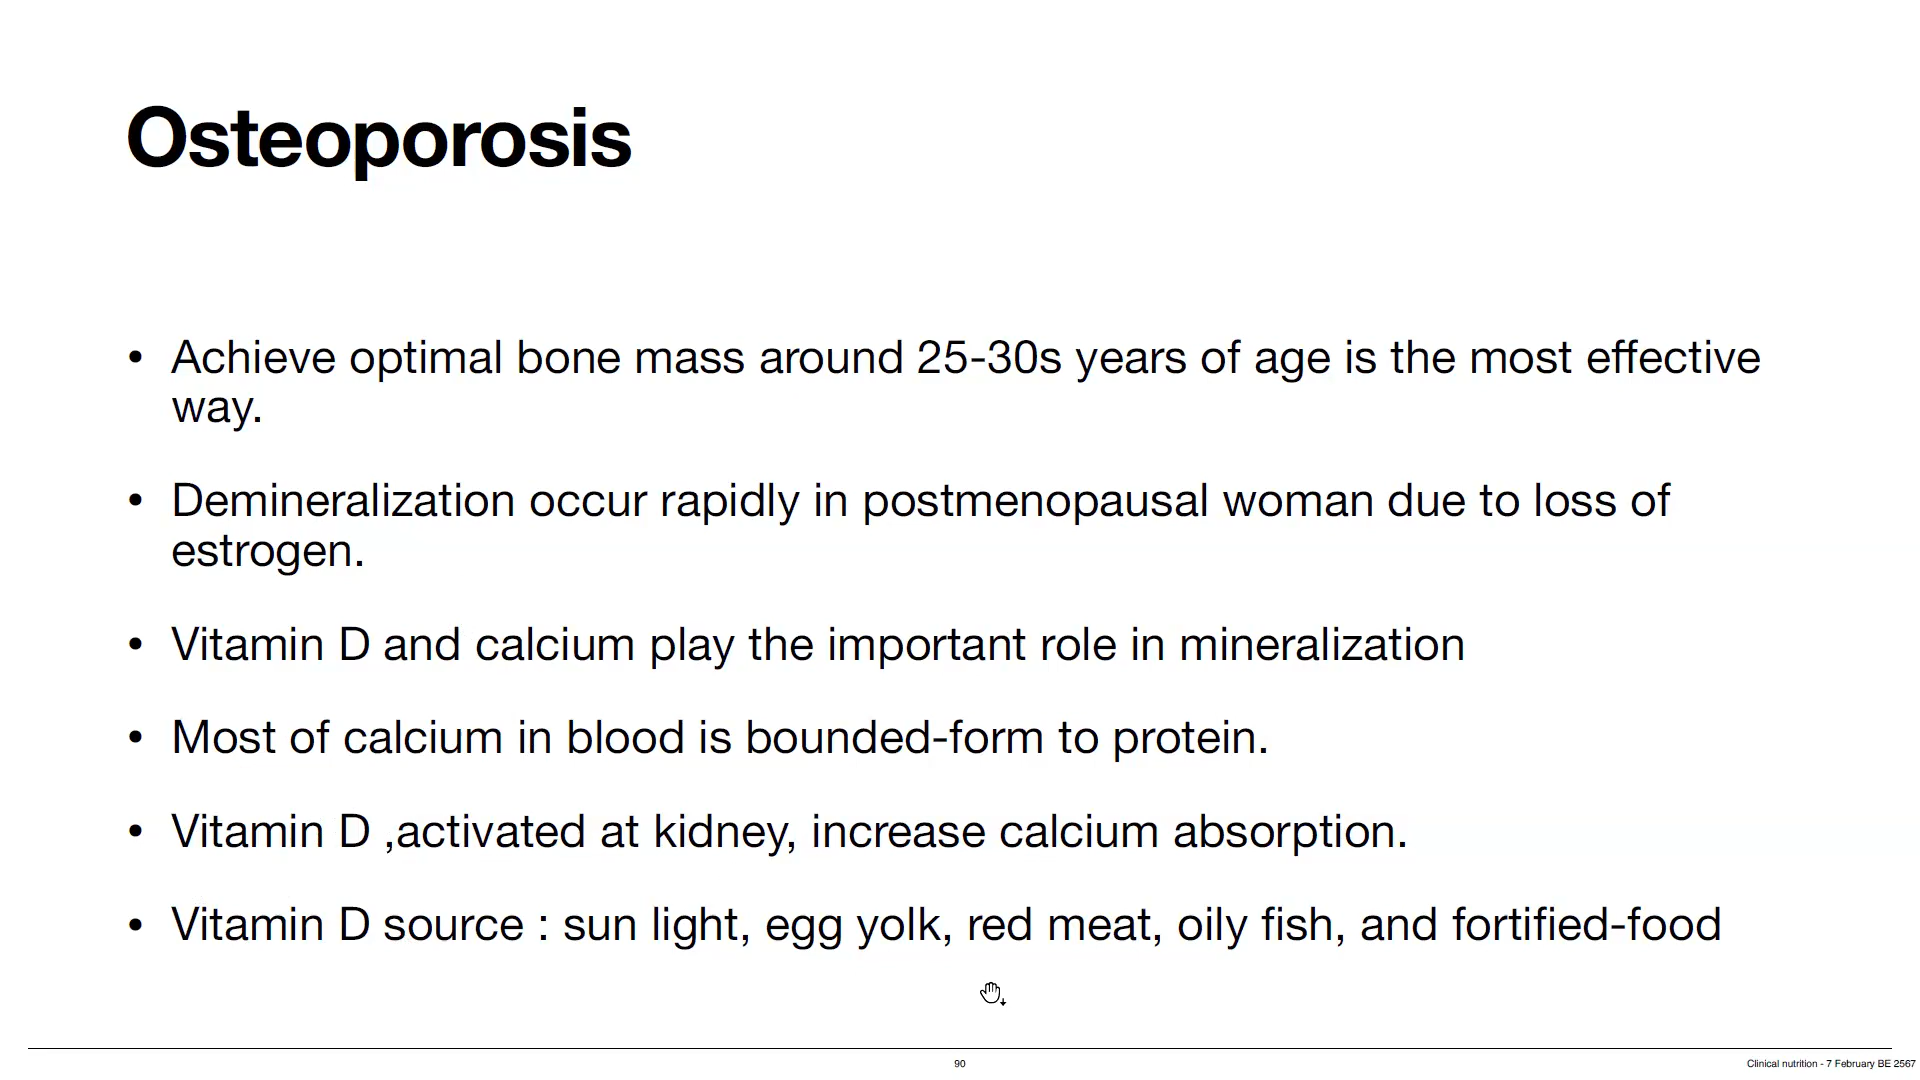 Osteoporosis
• Achieve optimal bone mass around 25-30s years of age is the most effective
way.
• Demineralization occur rapidly in postmenopausal woman due to loss of
estrogen.
• Vitamin D and calcium play the important role in mineralization
• Most of calcium in blood is bounded-form to protein.
• Vitamin D ,activated at kidney, increase calcium absorption.
• Vitamin D source : sun light, egg yolk, red meat, oily fish, and fortified-food
90
Clinical nutrition - 7 February BE 2567